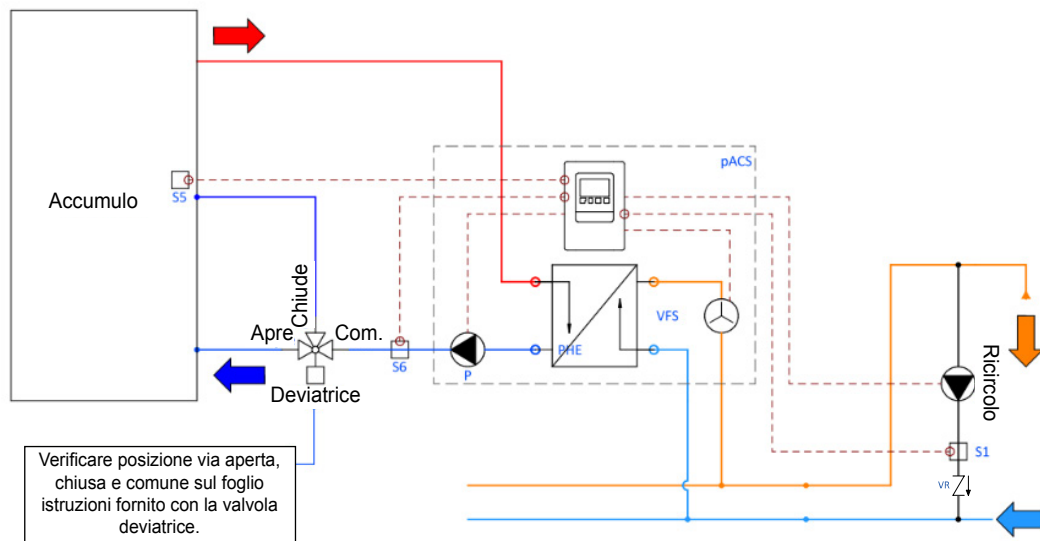 pACS
Accumulo
S5
Chiude
Apre
Com.
S6
P
PHE
VFS
Deviatrice
Ricircolo
S1
VR
Verificare posizione via aperta,
chiusa e comune sul foglio
istruzioni fornito con la valvola
deviatrice.